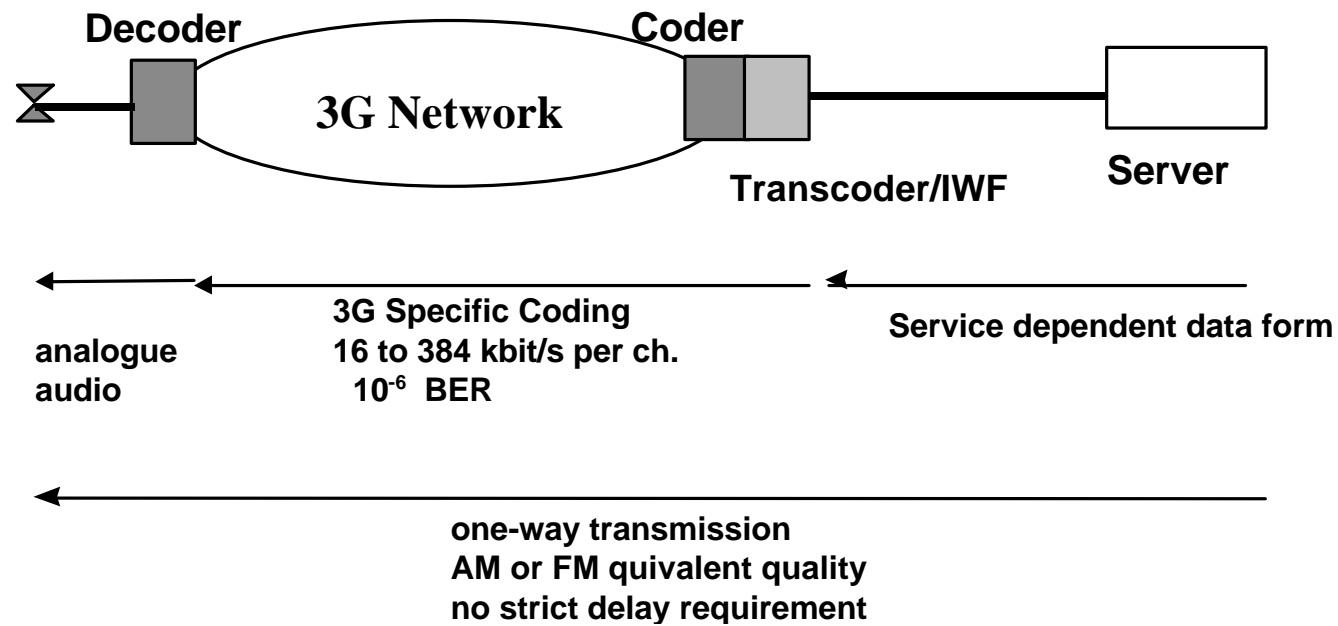 Decoder
Coder
3G Network
Transcoder/IWF
Server
analogue
audio
3G Specific Coding
16 to 384 kbit/s per ch.
10⁻⁶ BER
Service dependent data form
one-way transmission
AM or FM quivalent quality
no strict delay requirement